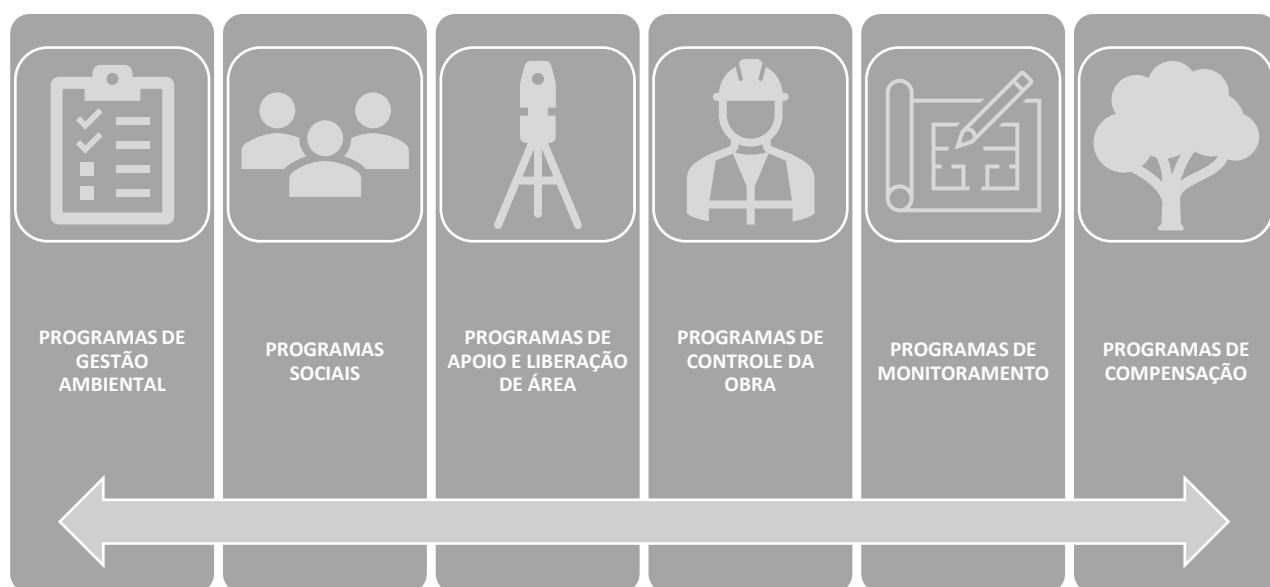 PROGRAMAS DE
GESTÃO
AMBIENTAL
PROGRAMAS
SOCIAIS
PROGRAMAS DE
APOIO E LIBERAÇÃO
DE ÁREA
PROGRAMAS DE
CONTROLE DA
OBRA
PROGRAMAS DE
MONITORAMENTO
PROGRAMAS DE
COMPENSAÇÃO